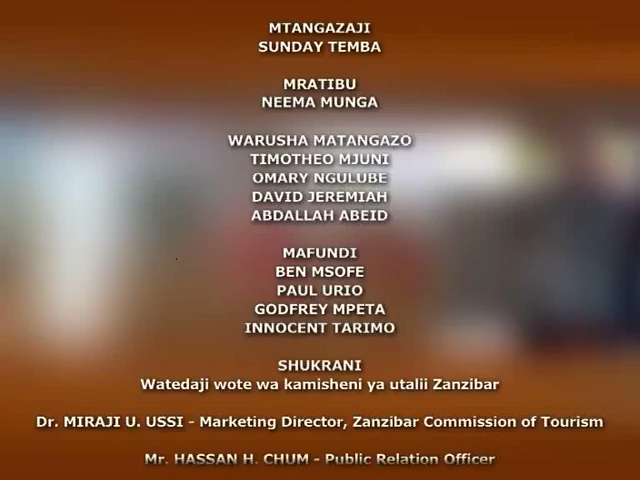 MTANGAZAJI
SUNDAY TEMBA
MRATIBU
NEEMA MUNGA
WARUSHA MATANGAZO
TIMOTHEO MJUNI
OMARY NGULUBE
DAVID JEREMIAH
ABDALLAH ABEID
MAFUNDI
BEN MSOFE
PAUL URIO
GODFREY MPETA
INNOCENT TARIMO
SHUKRANI
Watedaji wote wa kamisheni ya utalii Zanzibar
Dr. MIRAJI U. USSI - Marketing Director, Zanzibar Commission of Tourism
Mr. HASSAN H. CHUM - Public Relation Officer